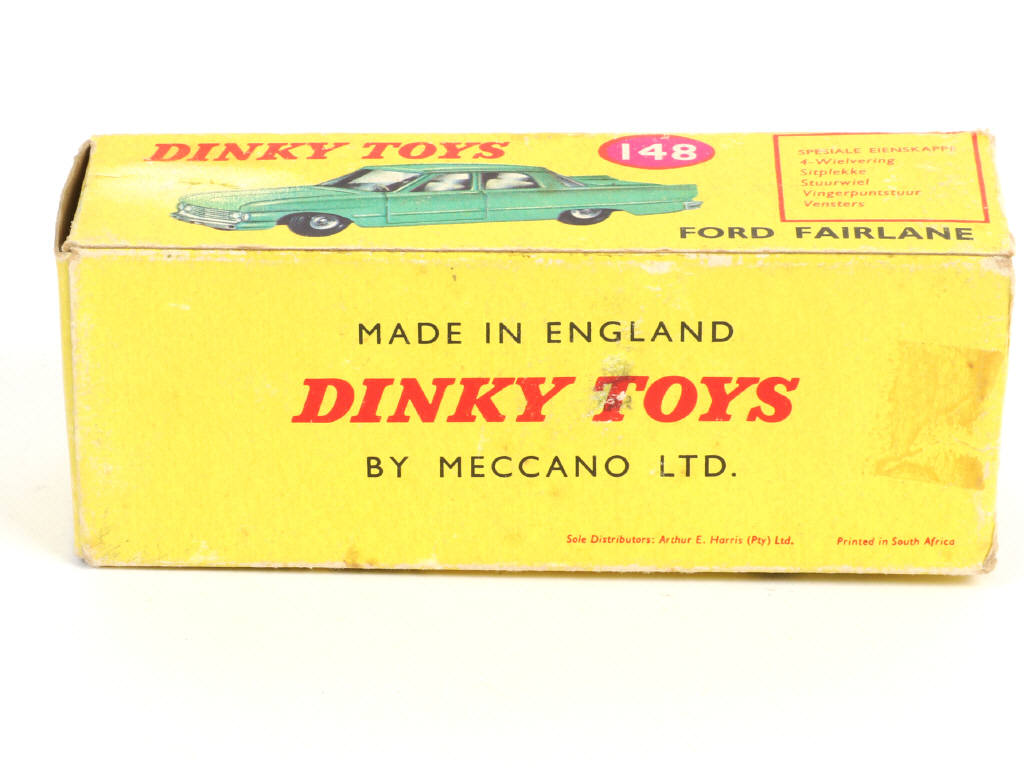 DINKY TOYS
148
SPESIALE EIENSKAPPE
4-Wielvering
Sitplekke
Stuurwiel
Vingerpuntstuur
Vensters
FORD FAIRLANE
MADE IN ENGLAND
DINKY TOYS
BY MECCANO LTD.
Sole Distributors: Arthur E. Harris (Pty) Ltd.
Printed in South Africa